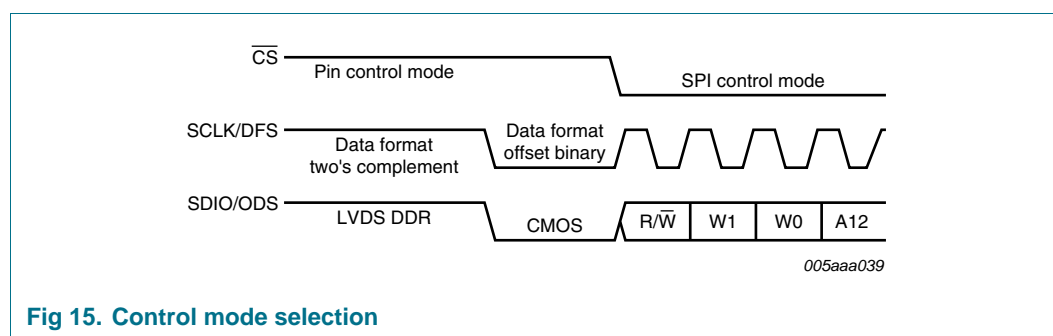 C̅S̅
Pin control mode
SPI control mode
SCLK/DFS
Data format
two's complement
Data format
offset binary
SDIO/ODS
LVDS DDR
CMOS
R/W̅
W1
W0
A12
005aaa039
Fig 15. Control mode selection